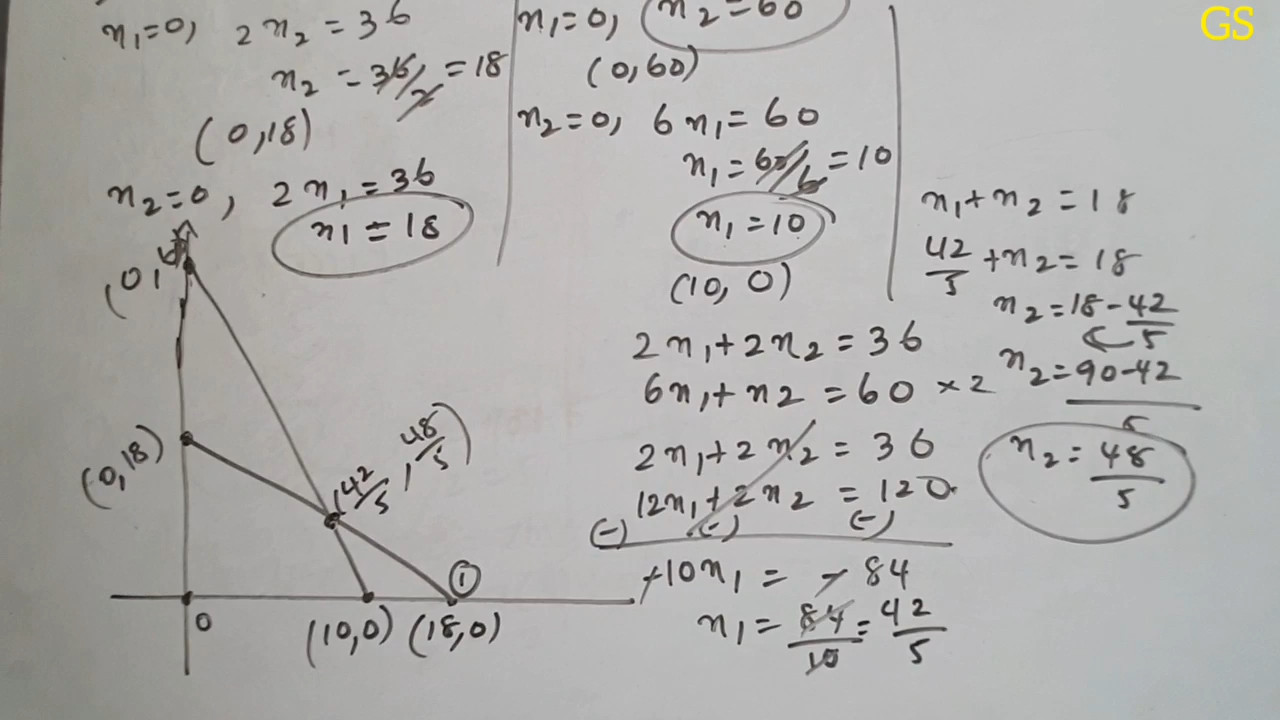 x1=0, 2x2 = 36
x2 = 36/2 = 18
(0,18)
x2=0, 2x1 = 36
x1 = 18
x1=0, x2=60
(0,60)
x2=0, 6x1 = 60
x1 = 60/6 = 10
x1 = 10
(10, 0)
2x1 + 2x2 = 36
6x1 + x2 = 60 × 2
2x1 + 2x2 = 36
12x1 + 2x2 = 120
(-) (-) (-)
-10x1 = -84
x1 = 84/10 = 42/5
x1 + x2 = 18
42/5 + x2 = 18
x2 = 18 - 42/5
x2 = 90-42/5
x2 = 48/5
(0,
(0,18)
(42/5, 48/5)
1
0
(10,0) (18,0)
GS